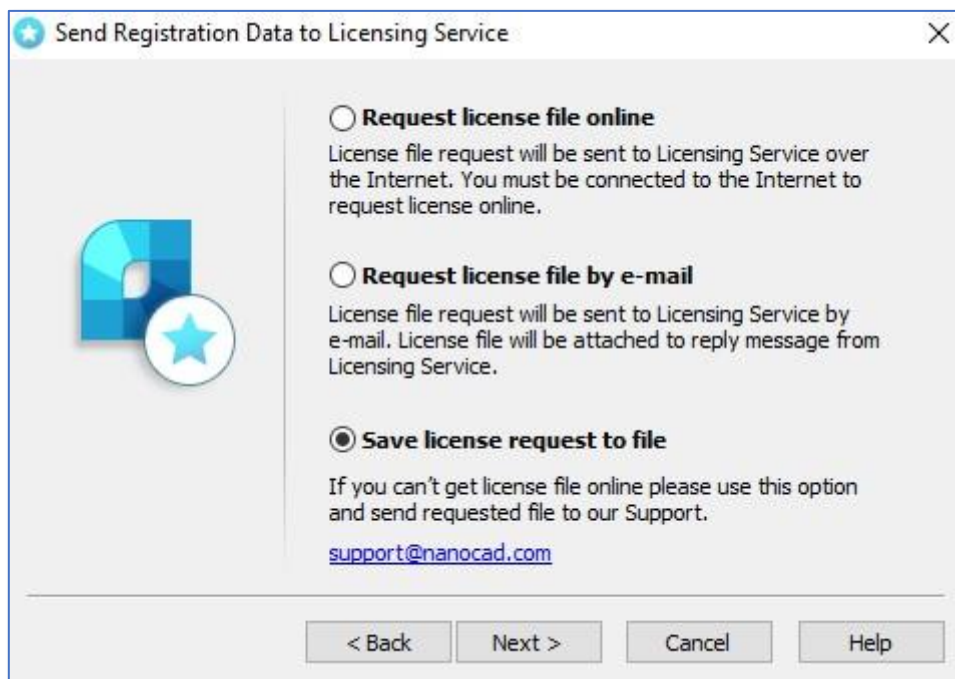 Send Registration Data to Licensing Service
Request license file online
License file request will be sent to Licensing Service over
the Internet. You must be connected to the Internet to
request license online.
Request license file by e-mail
License file request will be sent to Licensing Service by
e-mail. License file will be attached to reply message from
Licensing Service.
Save license request to file
If you can't get license file online please use this option
and send requested file to our Support.
support@nanocad.com
< Back Next > Cancel Help